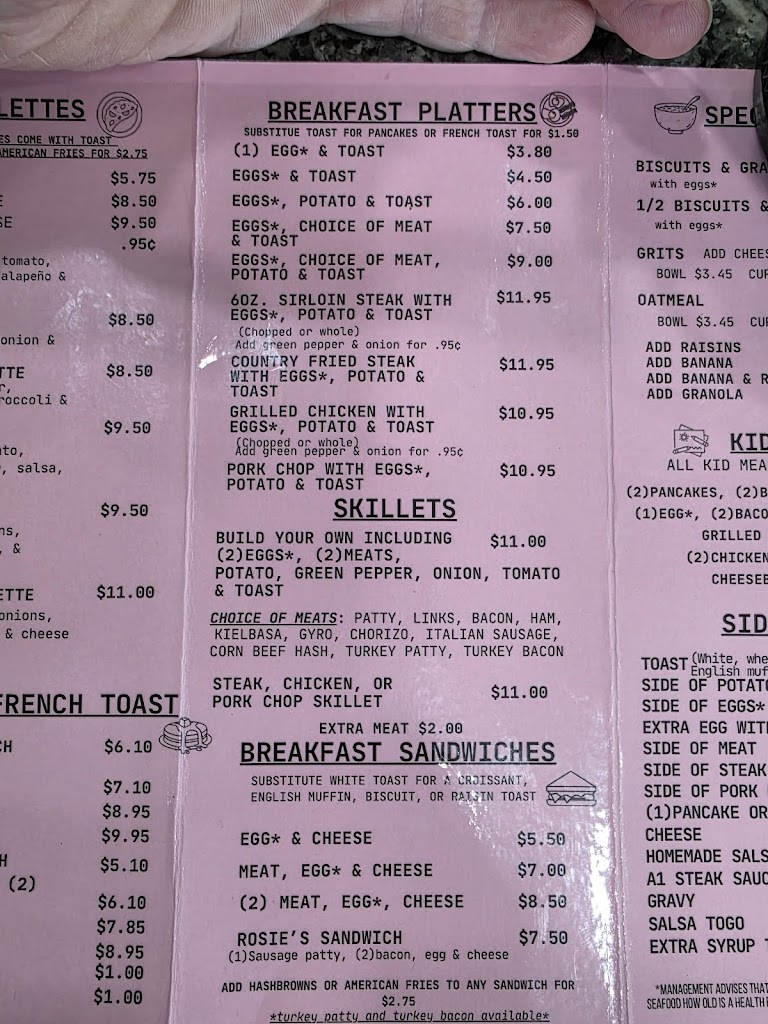 LETTES
ES COME WITH TOAST
AMERICAN FRIES FOR $2.75
$5.75
$8.50
$9.50
.95¢
tomato,
alapeño &
$8.50
onion &
$8.50
roccoli &
$9.50
salsa,
$9.50
&
ETTE $11.00
onions,
& cheese
FRENCH TOAST
$6.10
$7.10
$8.95
$9.95
$5.10
(2)
$6.10
$7.85
$8.95
$1.00
$1.00
BREAKFAST PLATTERS
SUBSTITUE TOAST FOR PANCAKES OR FRENCH TOAST FOR $1.50
(1) EGG* & TOAST $3.80
EGGS* & TOAST $4.50
EGGS*, POTATO & TOAST $6.00
EGGS*, CHOICE OF MEAT $7.50
& TOAST
EGGS*, CHOICE OF MEAT, $9.00
POTATO & TOAST
6OZ. SIRLOIN STEAK WITH $11.95
EGGS*, POTATO & TOAST
(Chopped or whole)
Add green pepper & onion for .95¢
COUNTRY FRIED STEAK $11.95
WITH EGGS*, POTATO &
TOAST
GRILLED CHICKEN WITH $10.95
EGGS*, POTATO & TOAST
(Chopped or whole)
Add green pepper & onion for .95¢
PORK CHOP WITH EGGS*, $10.95
POTATO & TOAST
SKILLETS
BUILD YOUR OWN INCLUDING $11.00
(2)EGGS*, (2)MEATS,
POTATO, GREEN PEPPER, ONION, TOMATO
& TOAST
CHOICE OF MEATS: PATTY, LINKS, BACON, HAM,
KIELBASA, GYRO, CHORIZO, ITALIAN SAUSAGE,
CORN BEEF HASH, TURKEY PATTY, TURKEY BACON
STEAK, CHICKEN, OR $11.00
PORK CHOP SKILLET
EXTRA MEAT $2.00
BREAKFAST SANDWICHES
SUBSTITUTE WHITE TOAST FOR A CROISSANT,
ENGLISH MUFFIN, BISCUIT, OR RAISIN TOAST
EGG* & CHEESE $5.50
MEAT, EGG* & CHEESE $7.00
(2) MEAT, EGG*, CHEESE $8.50
ROSIE'S SANDWICH $7.50
(1)Sausage patty, (2)bacon, egg & cheese
ADD HASHBROWNS OR AMERICAN FRIES TO ANY SANDWICH FOR
$2.75
*turkey patty and turkey bacon available*
SPEC
BISCUITS & GRA
with eggs*
1/2 BISCUITS &
with eggs*
GRITS ADD CHEES
BOWL $3.45 CUP
OATMEAL
BOWL $3.45 CUP
ADD RAISINS
ADD BANANA
ADD BANANA & R
ADD GRANOLA
KID
ALL KID MEA
(2)PANCAKES, (2)B
(1)EGG*, (2)BACO
GRILLED
(2)CHICKEN
CHEESEB
SID
TOAST (White, whe
English muf
SIDE OF POTATO
SIDE OF EGGS*
EXTRA EGG WITH
SIDE OF MEAT
SIDE OF STEAK
SIDE OF PORK
(1)PANCAKE OR
CHEESE
HOMEMADE SALS
A1 STEAK SAUC
GRAVY
SALSA TOGO
EXTRA SYRUP
*MANAGEMENT ADVISES THAT
SEAFOOD HOW OLD IS A HEALTH